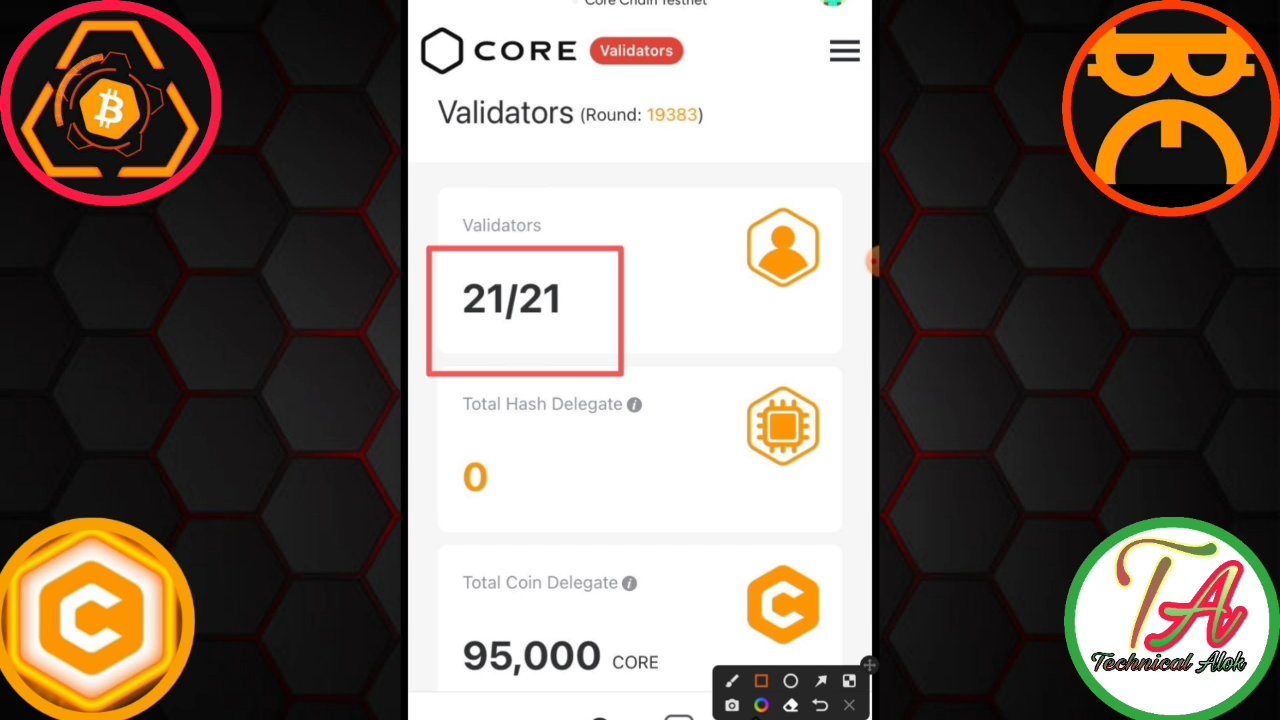 Core Chain Testnet
CORE Validators
Validators (Round: 19383)
Validators
21/21
Total Hash Delegate
0
Total Coin Delegate
95,000 CORE
TA
Technical Alok